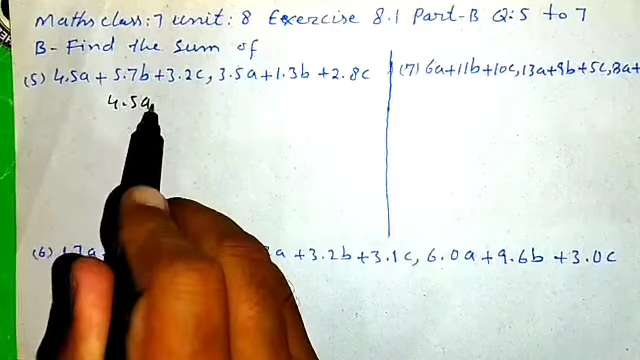 Maths class:7 unit: 8 Exercise 8.1 Part-B Q:5 to 7
B- Find the Sum of
(5) 4.5a + 5.7b + 3.2c, 3.5a + 1.3b + 2.8c
4.5a
(7) 6a+11b+10c, 13a+9b+5c, 8a+
(6) 1.7a + 3.2b + 3.1c, 6.0a + 9.6b + 3.0c